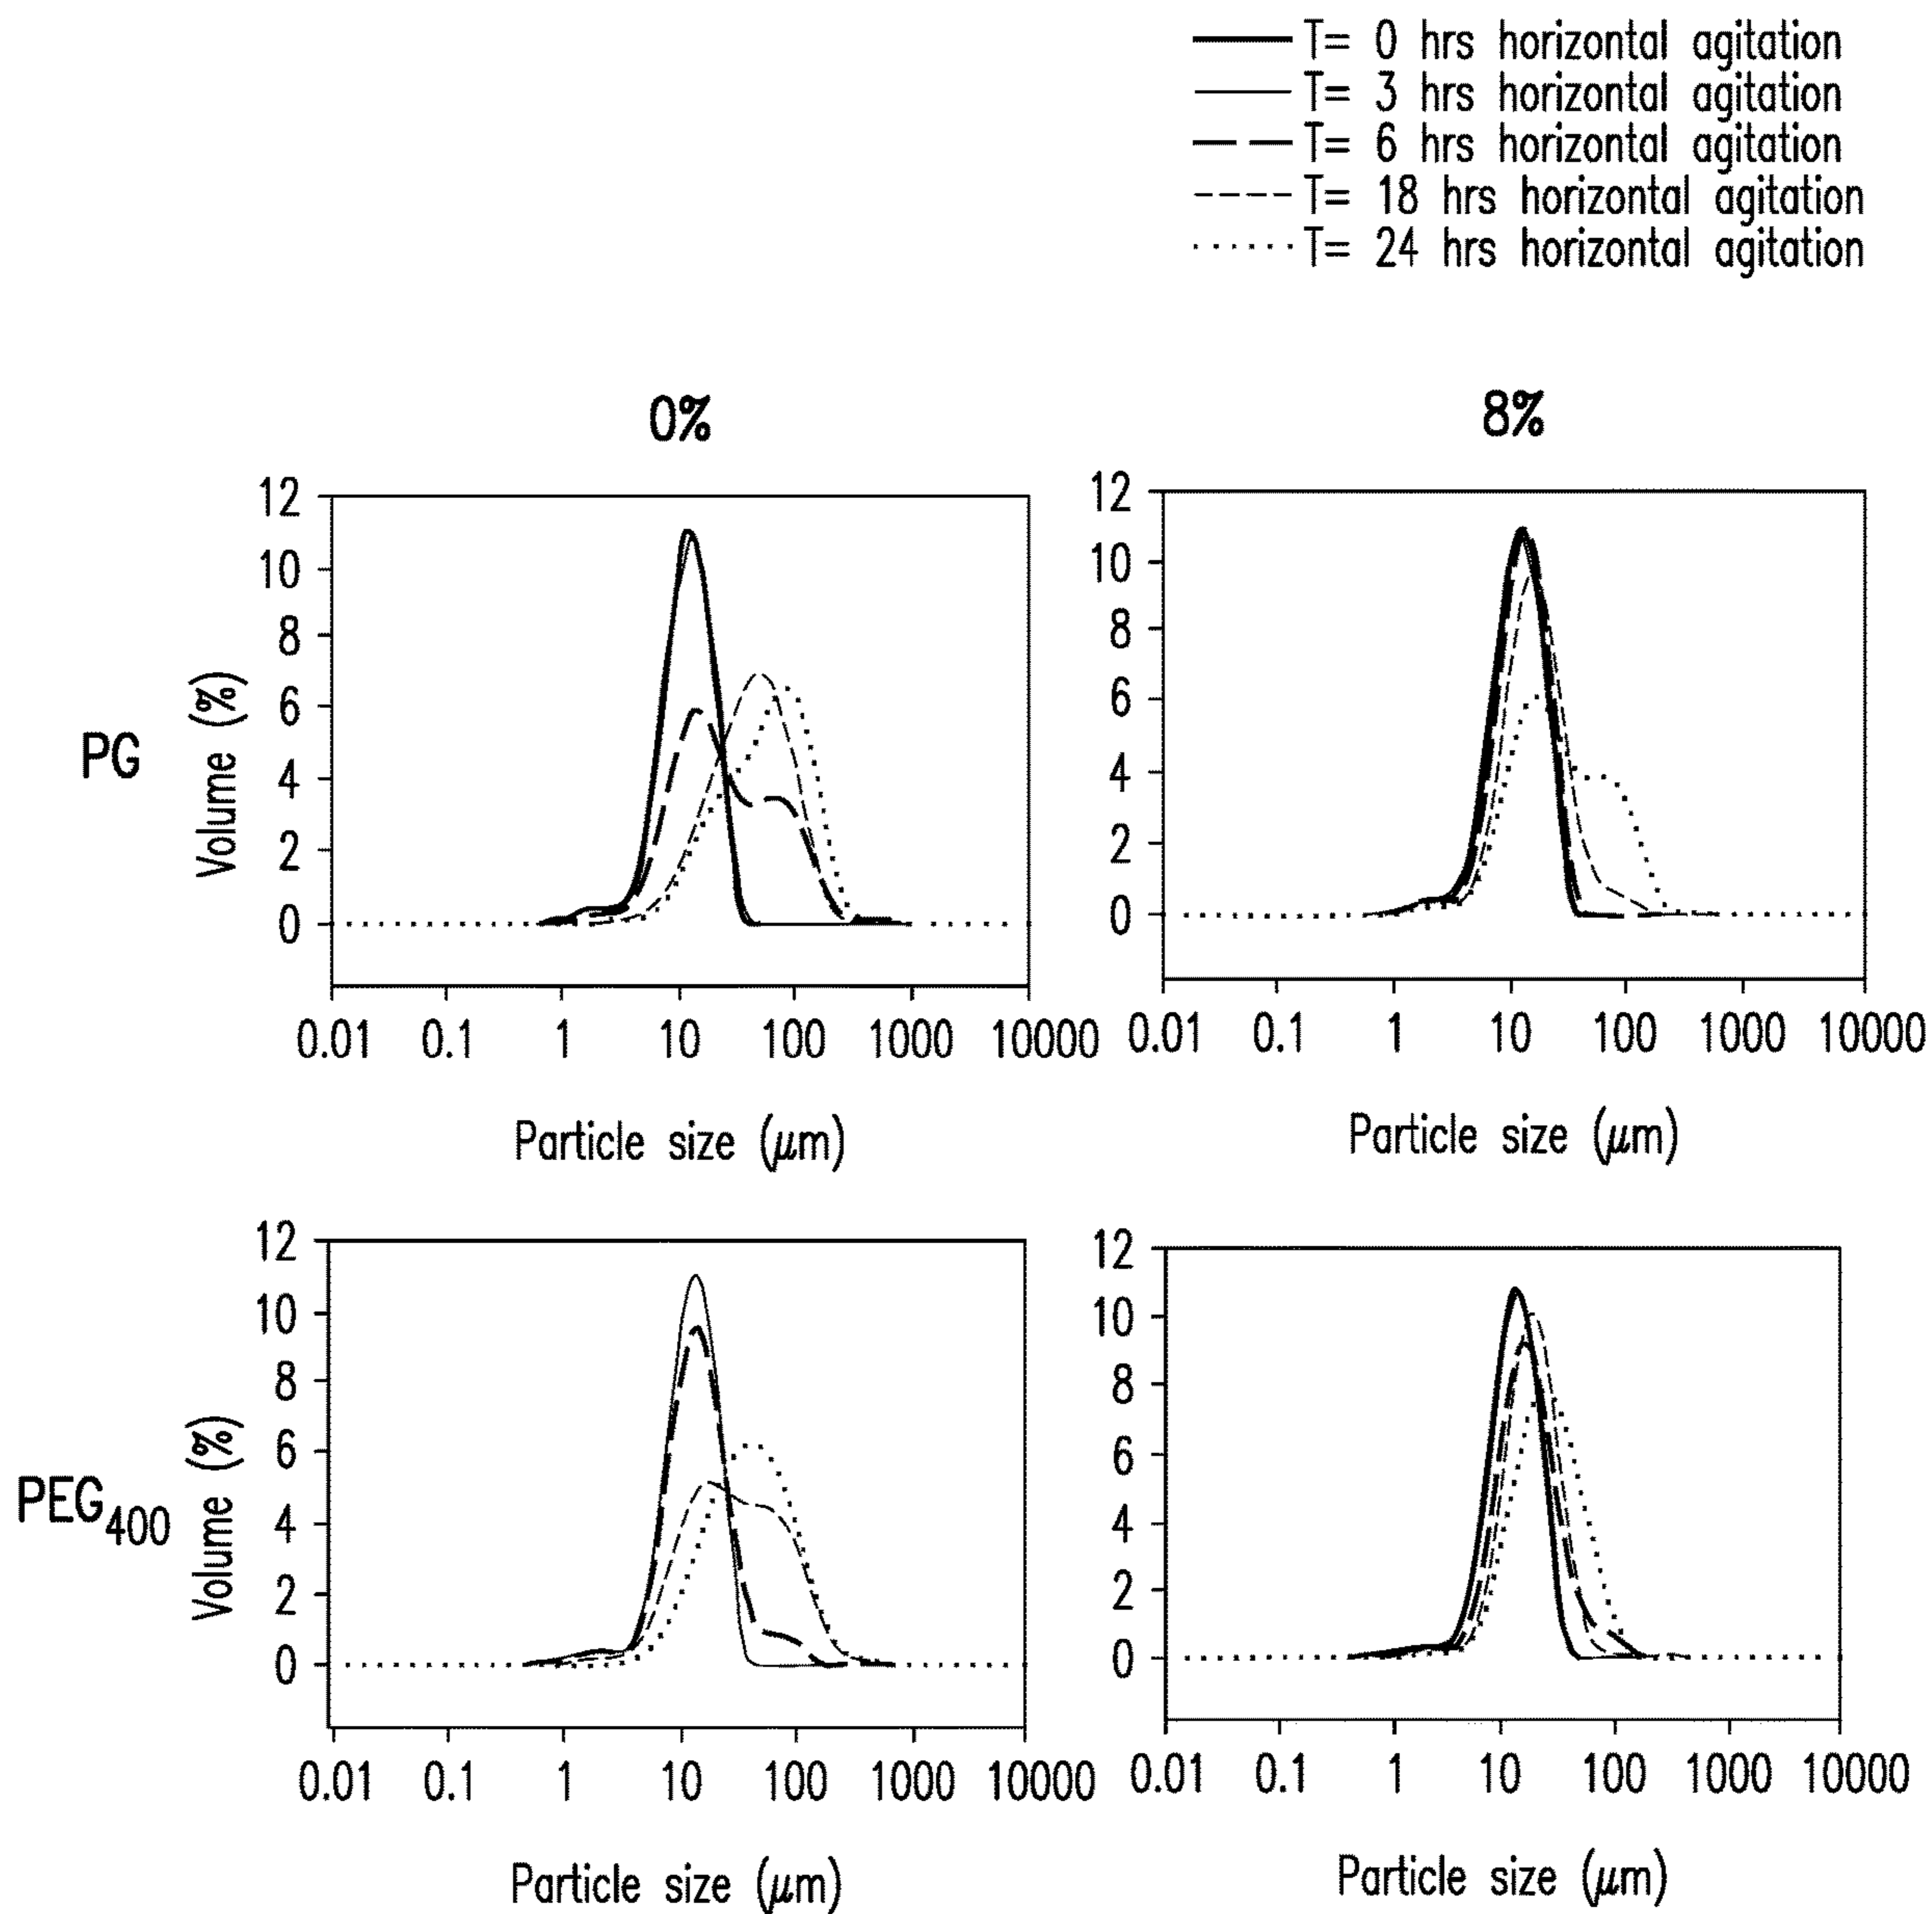 T= 0 hrs horizontal agitation
T= 3 hrs horizontal agitation
T= 6 hrs horizontal agitation
T= 18 hrs horizontal agitation
T= 24 hrs horizontal agitation
0%
8%
PG
Volume (%)
12
10
8
6
4
2
0
0.01 0.1 1 10 100 1000 10000
Particle size (μm)
12
10
8
6
4
2
0
0.01 0.1 1 10 100 1000 10000
Particle size (μm)
PEG400
Volume (%)
12
10
8
6
4
2
0
0.01 0.1 1 10 100 1000 10000
Particle size (μm)
12
10
8
6
4
2
0
0.01 0.1 1 10 100 1000 10000
Particle size (μm)